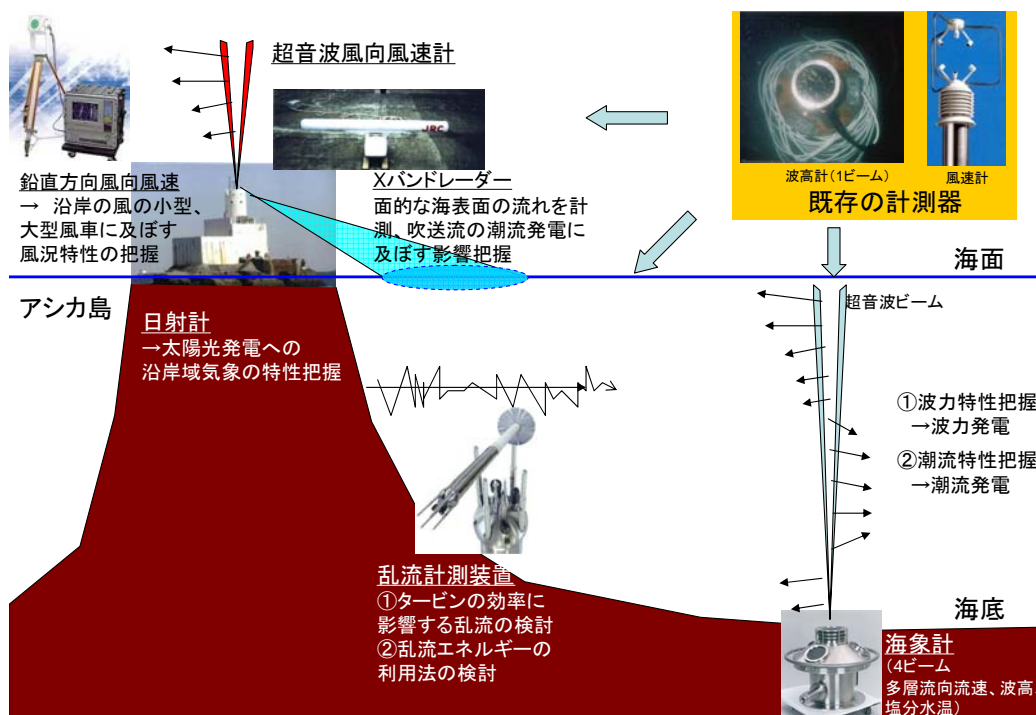 超音波風向風速計
JRC
鉛直方向風向風速
→ 沿岸の風の小型、
大型風車に及ぼす
風況特性の把握
Xバンドレーダー
面的な海表面の流れを計
測、吹送流の潮流発電に
及ぼす影響把握
波高計(1ビーム)
風速計
既存の計測器
海面
アシカ島
日射計
→太陽光発電への
沿岸域気象の特性把握
超音波ビーム
①波力特性把握
→波力発電
②潮流特性把握
→潮流発電
乱流計測装置
①タービンの効率に
影響する乱流の検討
②乱流エネルギーの
利用法の検討
海底
海象計
(4ビーム
多層流向流速、波高
塩分水温)